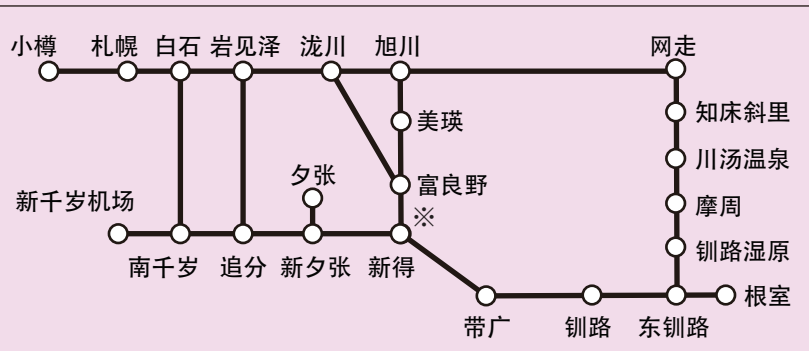 小樽 札幌 白石 岩见泽 泷川 旭川 网走
美瑛
知床斜里
川汤温泉
夕张
富良野
新千岁机场
摩周
※
钏路湿原
南千岁 追分 新夕张 新得
根室
带广 钏路 东钏路